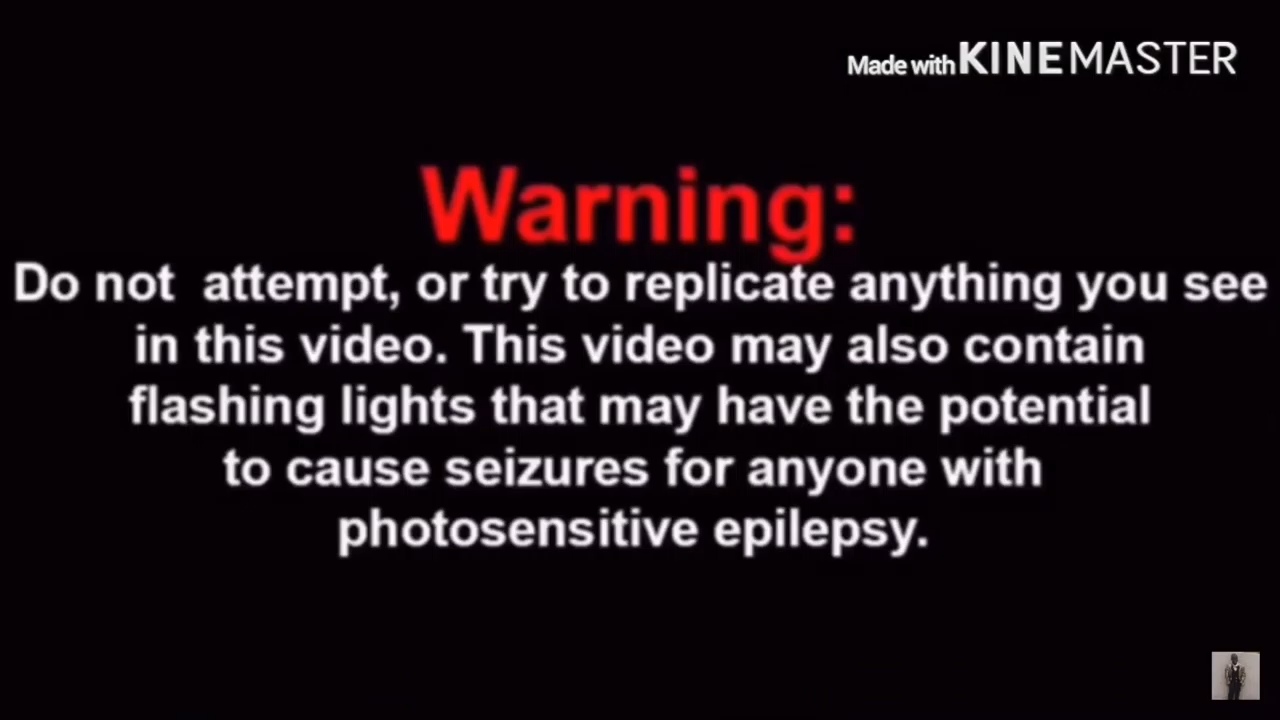 Made with KINEMASTER
Warning:
Do not  attempt, or try to replicate anything you see
in this video. This video may also contain
flashing lights that may have the potential
to cause seizures for anyone with
photosensitive epilepsy.